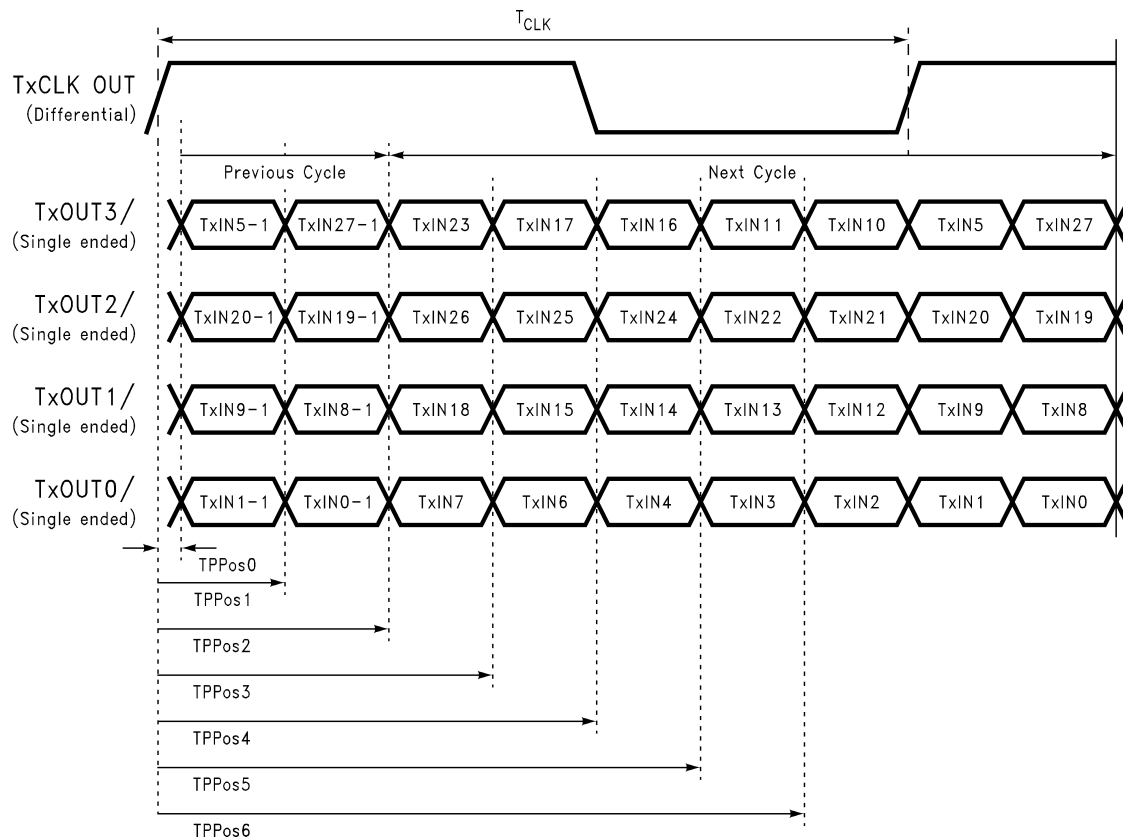 TCLK
TxCLK OUT
(Differential)
Previous Cycle
Next Cycle
TxOUT3/
(Single ended)
TxIN5-1 TxIN27-1 TxIN23 TxIN17 TxIN16 TxIN11 TxIN10 TxIN5 TxIN27
TxOUT2/
(Single ended)
TxIN20-1 TxIN19-1 TxIN26 TxIN25 TxIN24 TxIN22 TxIN21 TxIN20 TxIN19
TxOUT1/
(Single ended)
TxIN9-1 TxIN8-1 TxIN18 TxIN15 TxIN14 TxIN13 TxIN12 TxIN9 TxIN8
TxOUT0/
(Single ended)
TxIN1-1 TxIN0-1 TxIN7 TxIN6 TxIN4 TxIN3 TxIN2 TxIN1 TxIN0
TPPos0
TPPos1
TPPos2
TPPos3
TPPos4
TPPos5
TPPos6